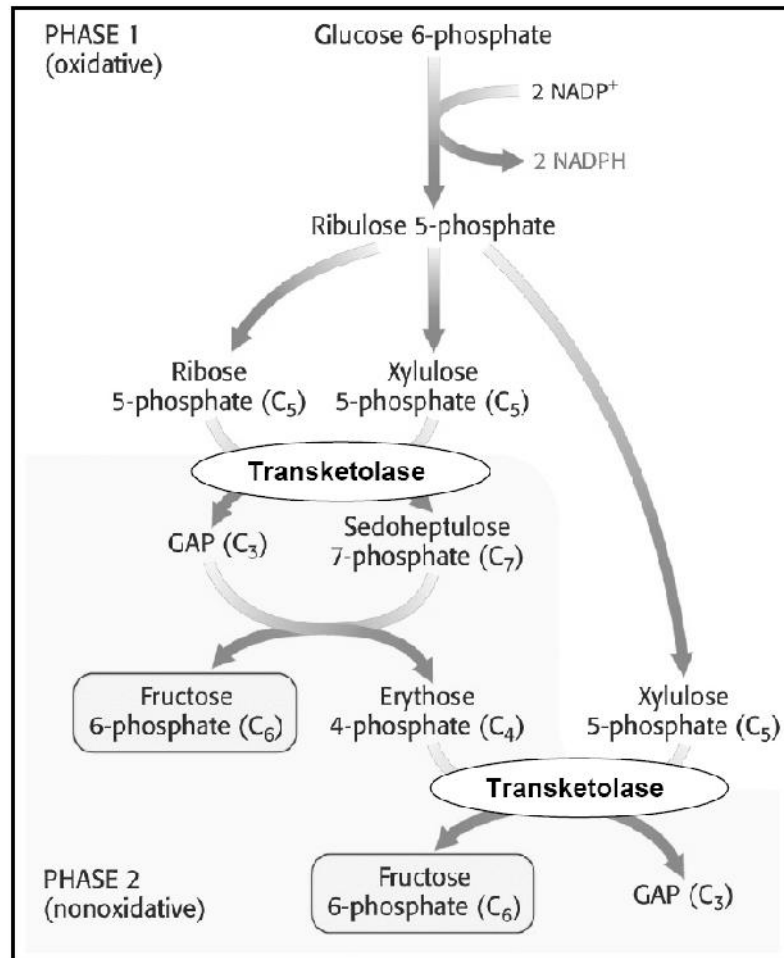 PHASE 1
(oxidative)
Glucose 6-phosphate
2 NADP⁺
2 NADPH
Ribulose 5-phosphate
Ribose
5-phosphate (C₅)
Xylulose
5-phosphate (C₅)
Transketolase
GAP (C₃)
Sedoheptulose
7-phosphate (C₇)
Fructose
6-phosphate (C₆)
Erythose
4-phosphate (C₄)
Xylulose
5-phosphate (C₅)
Transketolase
PHASE 2
(nonoxidative)
Fructose
6-phosphate (C₆)
GAP (C₃)